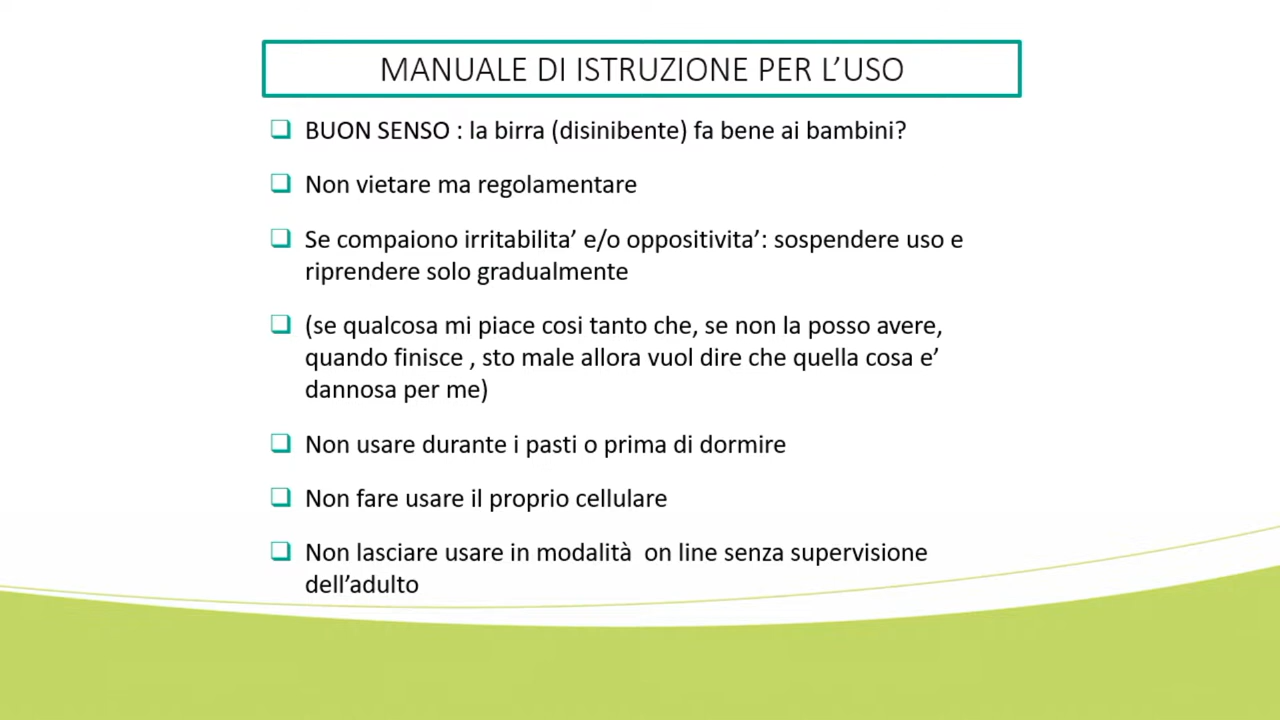 MANUALE DI ISTRUZIONE PER L’USO
BUON SENSO : la birra (disinibente) fa bene ai bambini?
Non vietare ma regolamentare
Se compaiono irritabilita’ e/o oppositivita’: sospendere uso e
riprendere solo gradualmente
(se qualcosa mi piace cosi tanto che, se non la posso avere,
quando finisce , sto male allora vuol dire che quella cosa e’
dannosa per me)
Non usare durante i pasti o prima di dormire
Non fare usare il proprio cellulare
Non lasciare usare in modalità  on line senza supervisione
dell’adulto